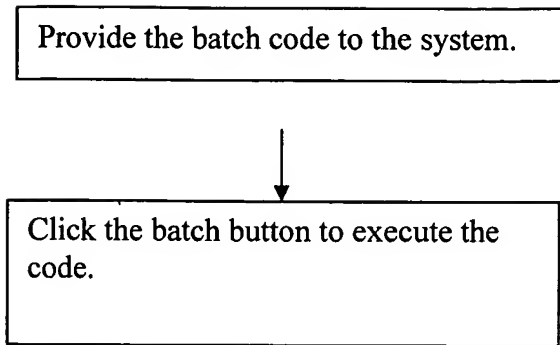 Provide the batch code to the system.
Click the batch button to execute the
code.